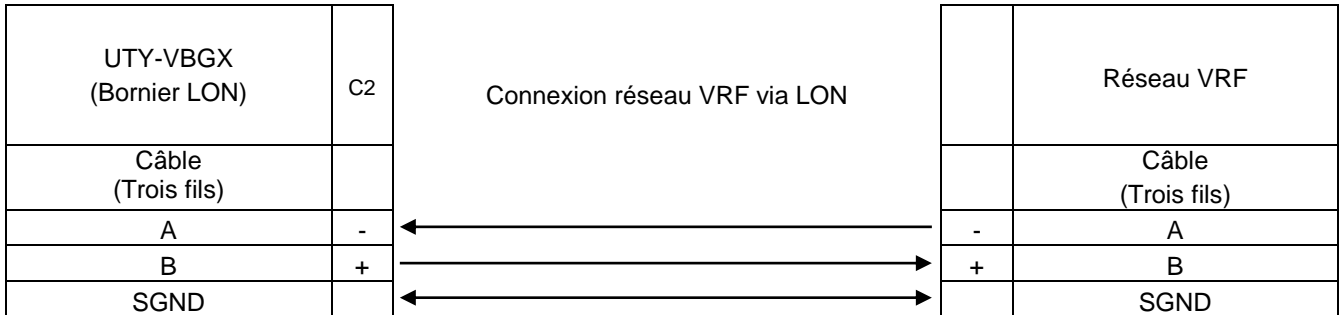 UTY-VBGX
(Bornier LON)
C2
Connexion réseau VRF via LON
Réseau VRF
Câble
(Trois fils)
Câble
(Trois fils)
A - - A
B + + B
SGND SGND